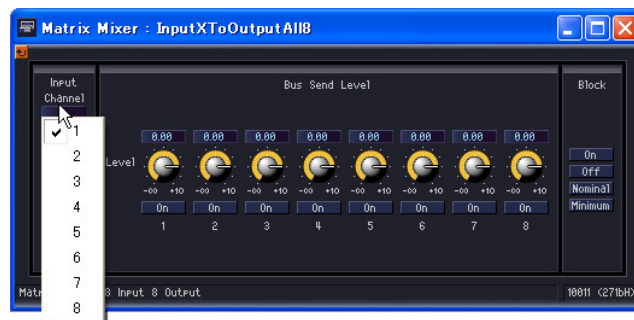 Matrix Mixer : InputXToOutputAll8
Input Channel
Bus Send Level
Block
1
2
3
4
5
6
7
8
Level
0.00 0.00 0.00 0.00 0.00 0.00 0.00 0.00
-∞ +10 -∞ +10 -∞ +10 -∞ +10 -∞ +10 -∞ +10 -∞ +10 -∞ +10
On On On On On On On On
1 2 3 4 5 6 7 8
On
Off
Nominal
Minimum
8 Input 8 Output
10011 (271bH)